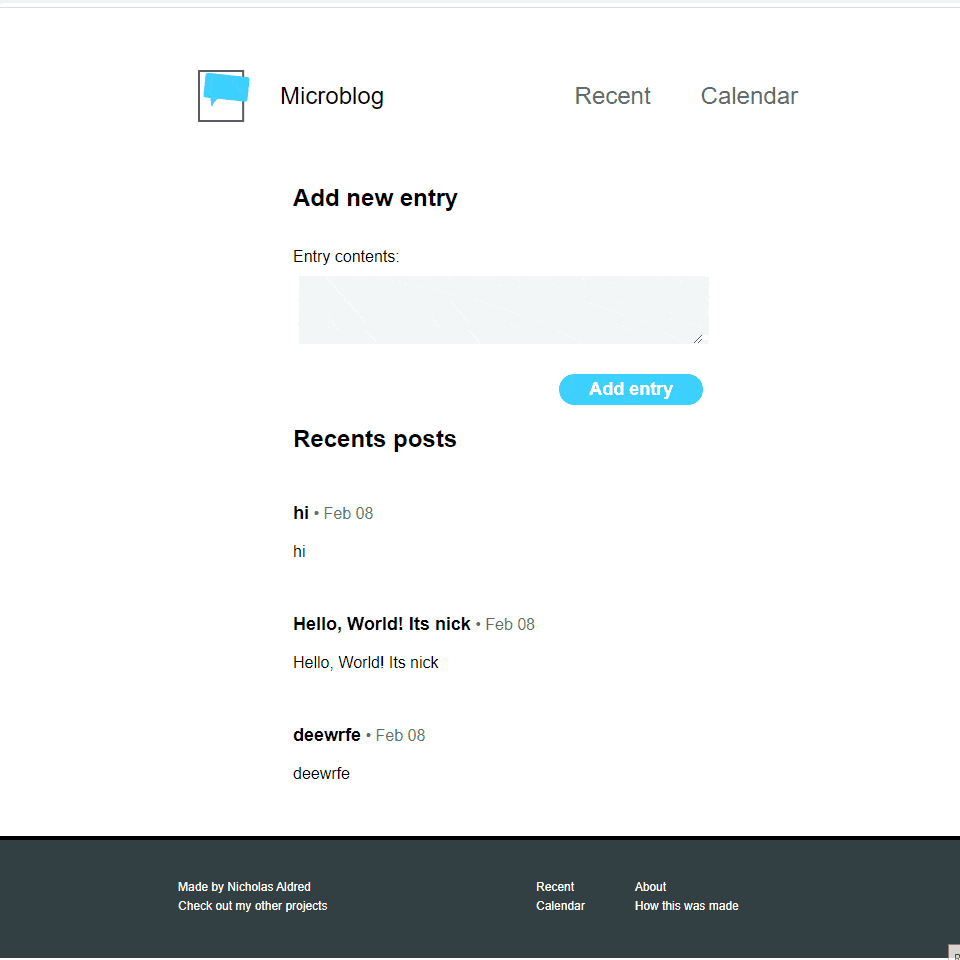 Microblog Recent Calendar
Add new entry
Entry contents:
Add entry
Recents posts
hi • Feb 08
hi
Hello, World! Its nick • Feb 08
Hello, World! Its nick
deewrfe • Feb 08
deewrfe
Made by Nicholas Aldred Recent About
Check out my other projects Calendar How this was made